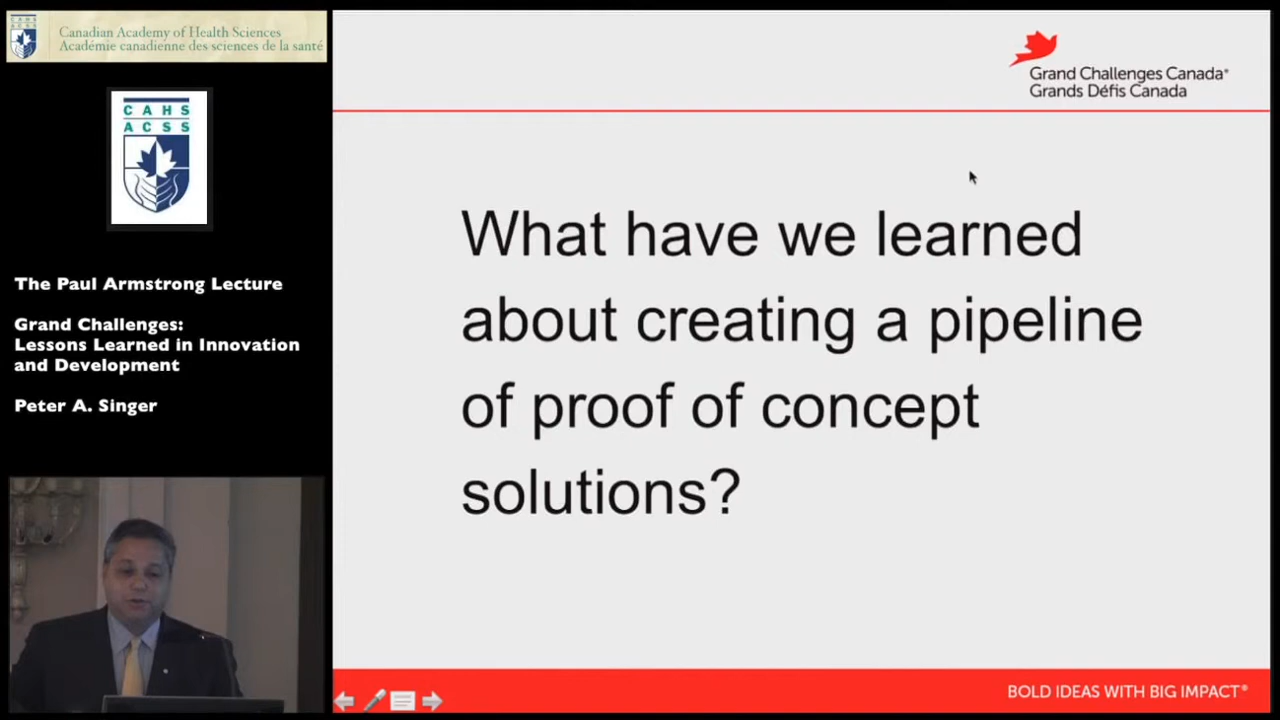 Canadian Academy of Health Sciences
Académie canadienne des sciences de la santé
CAHS
ACSS
The Paul Armstrong Lecture
Grand Challenges:
Lessons Learned in Innovation
and Development
Peter A. Singer
Grand Challenges Canada®
Grands Défis Canada
What have we learned
about creating a pipeline
of proof of concept
solutions?
BOLD IDEAS WITH BIG IMPACT®